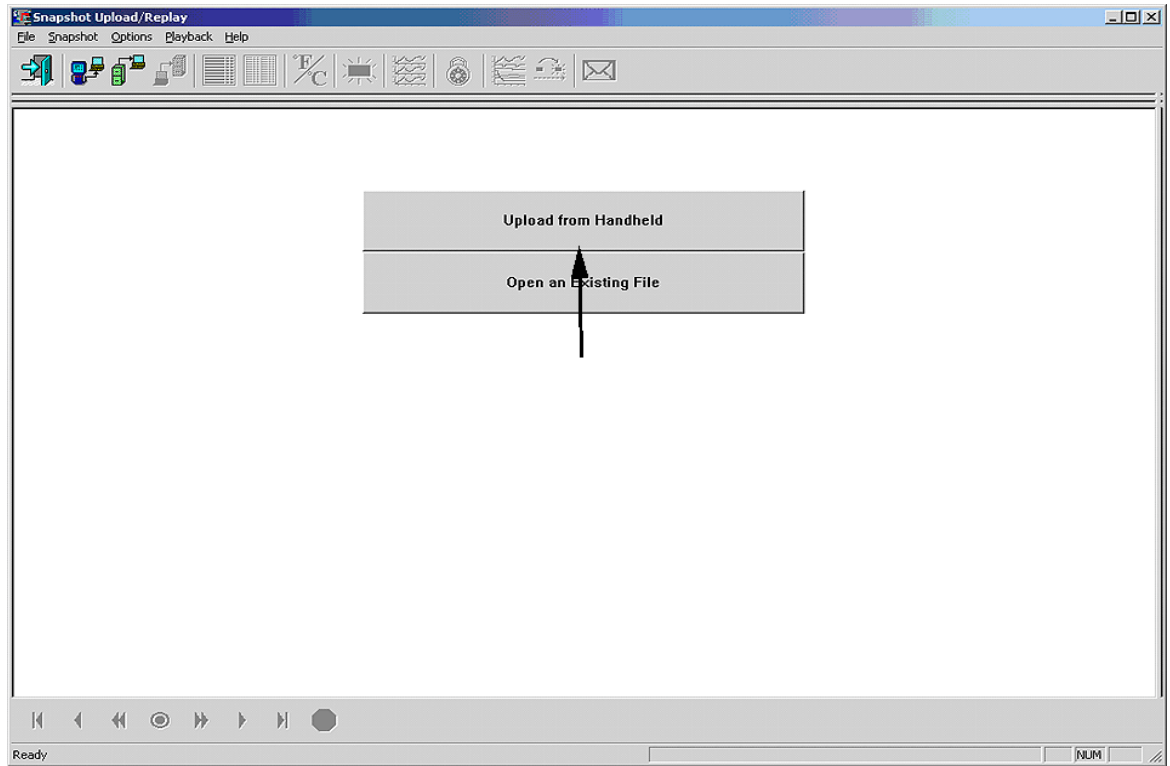 Snapshot Upload/Replay
File Snapshot Options Playback Help
°F/C
Upload from Handheld
Open an Existing File
Ready
NUM